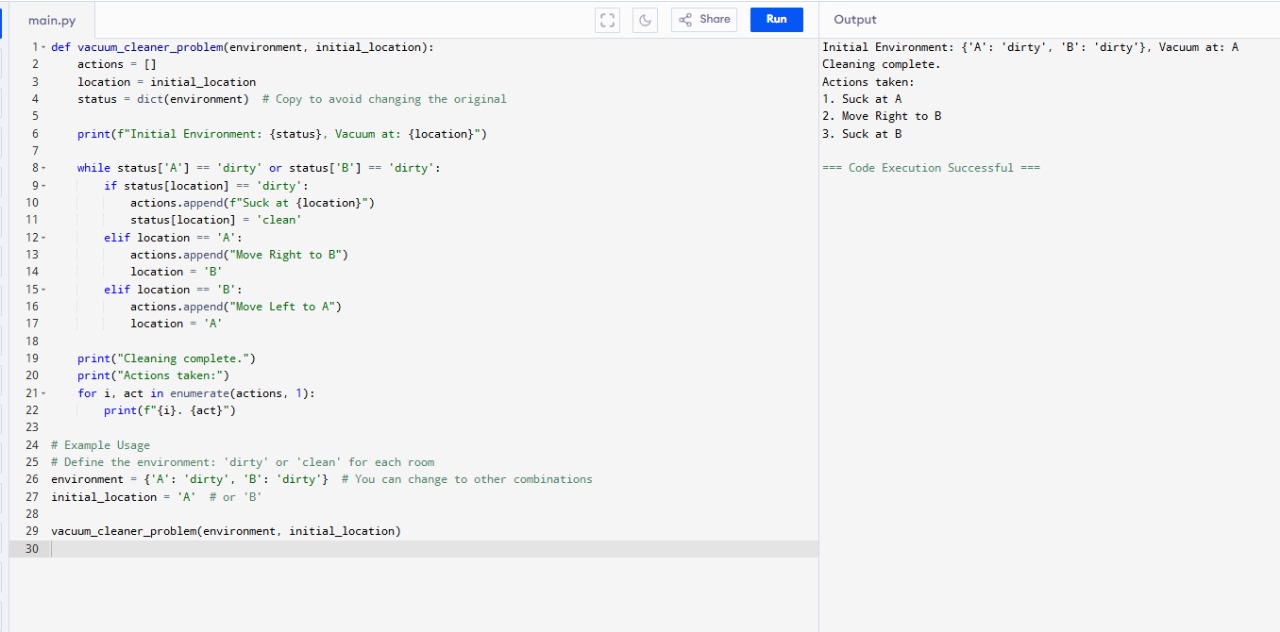 main.py
Share
Run
Output
1 def vacuum_cleaner_problem(environment, initial_location):
2     actions = []
3     location = initial_location
4     status = dict(environment)  # Copy to avoid changing the original
5
6     print(f"Initial Environment: {status}, Vacuum at: {location}")
7
8     while status['A'] == 'dirty' or status['B'] == 'dirty':
9         if status[location] == 'dirty':
10             actions.append(f"Suck at {location}")
11             status[location] = 'clean'
12         elif location == 'A':
13             actions.append("Move Right to B")
14             location = 'B'
15         elif location == 'B':
16             actions.append("Move Left to A")
17             location = 'A'
18
19     print("Cleaning complete.")
20     print("Actions taken:")
21     for i, act in enumerate(actions, 1):
22         print(f"{i}. {act}")
23
24 # Example Usage
25 # Define the environment: 'dirty' or 'clean' for each room
26 environment = {'A': 'dirty', 'B': 'dirty'}  # You can change to other combinations
27 initial_location = 'A'  # or 'B'
28
29 vacuum_cleaner_problem(environment, initial_location)
30
Initial Environment: {'A': 'dirty', 'B': 'dirty'}, Vacuum at: A
Cleaning complete.
Actions taken:
1. Suck at A
2. Move Right to B
3. Suck at B
=== Code Execution Successful ===